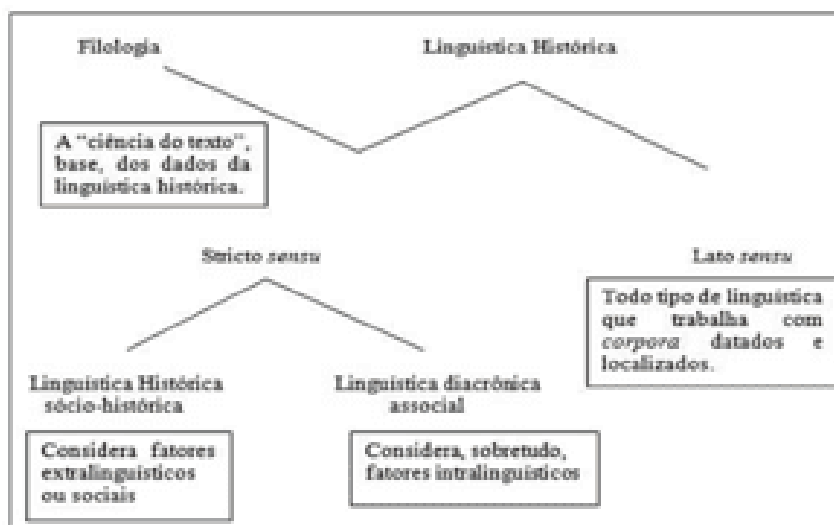 Filologia
Linguística Histórica
A "ciência do texto",
base, dos dados da
linguística histórica.
Stricto sensu
Lato sensu
Todo tipo de linguística
que trabalha com
corpora datados e
localizados.
Linguística Histórica
sócio-histórica
Linguística diacrônica
associal
Considera fatores
extralinguísticos
ou sociais
Considera, sobretudo,
fatores intralinguísticos